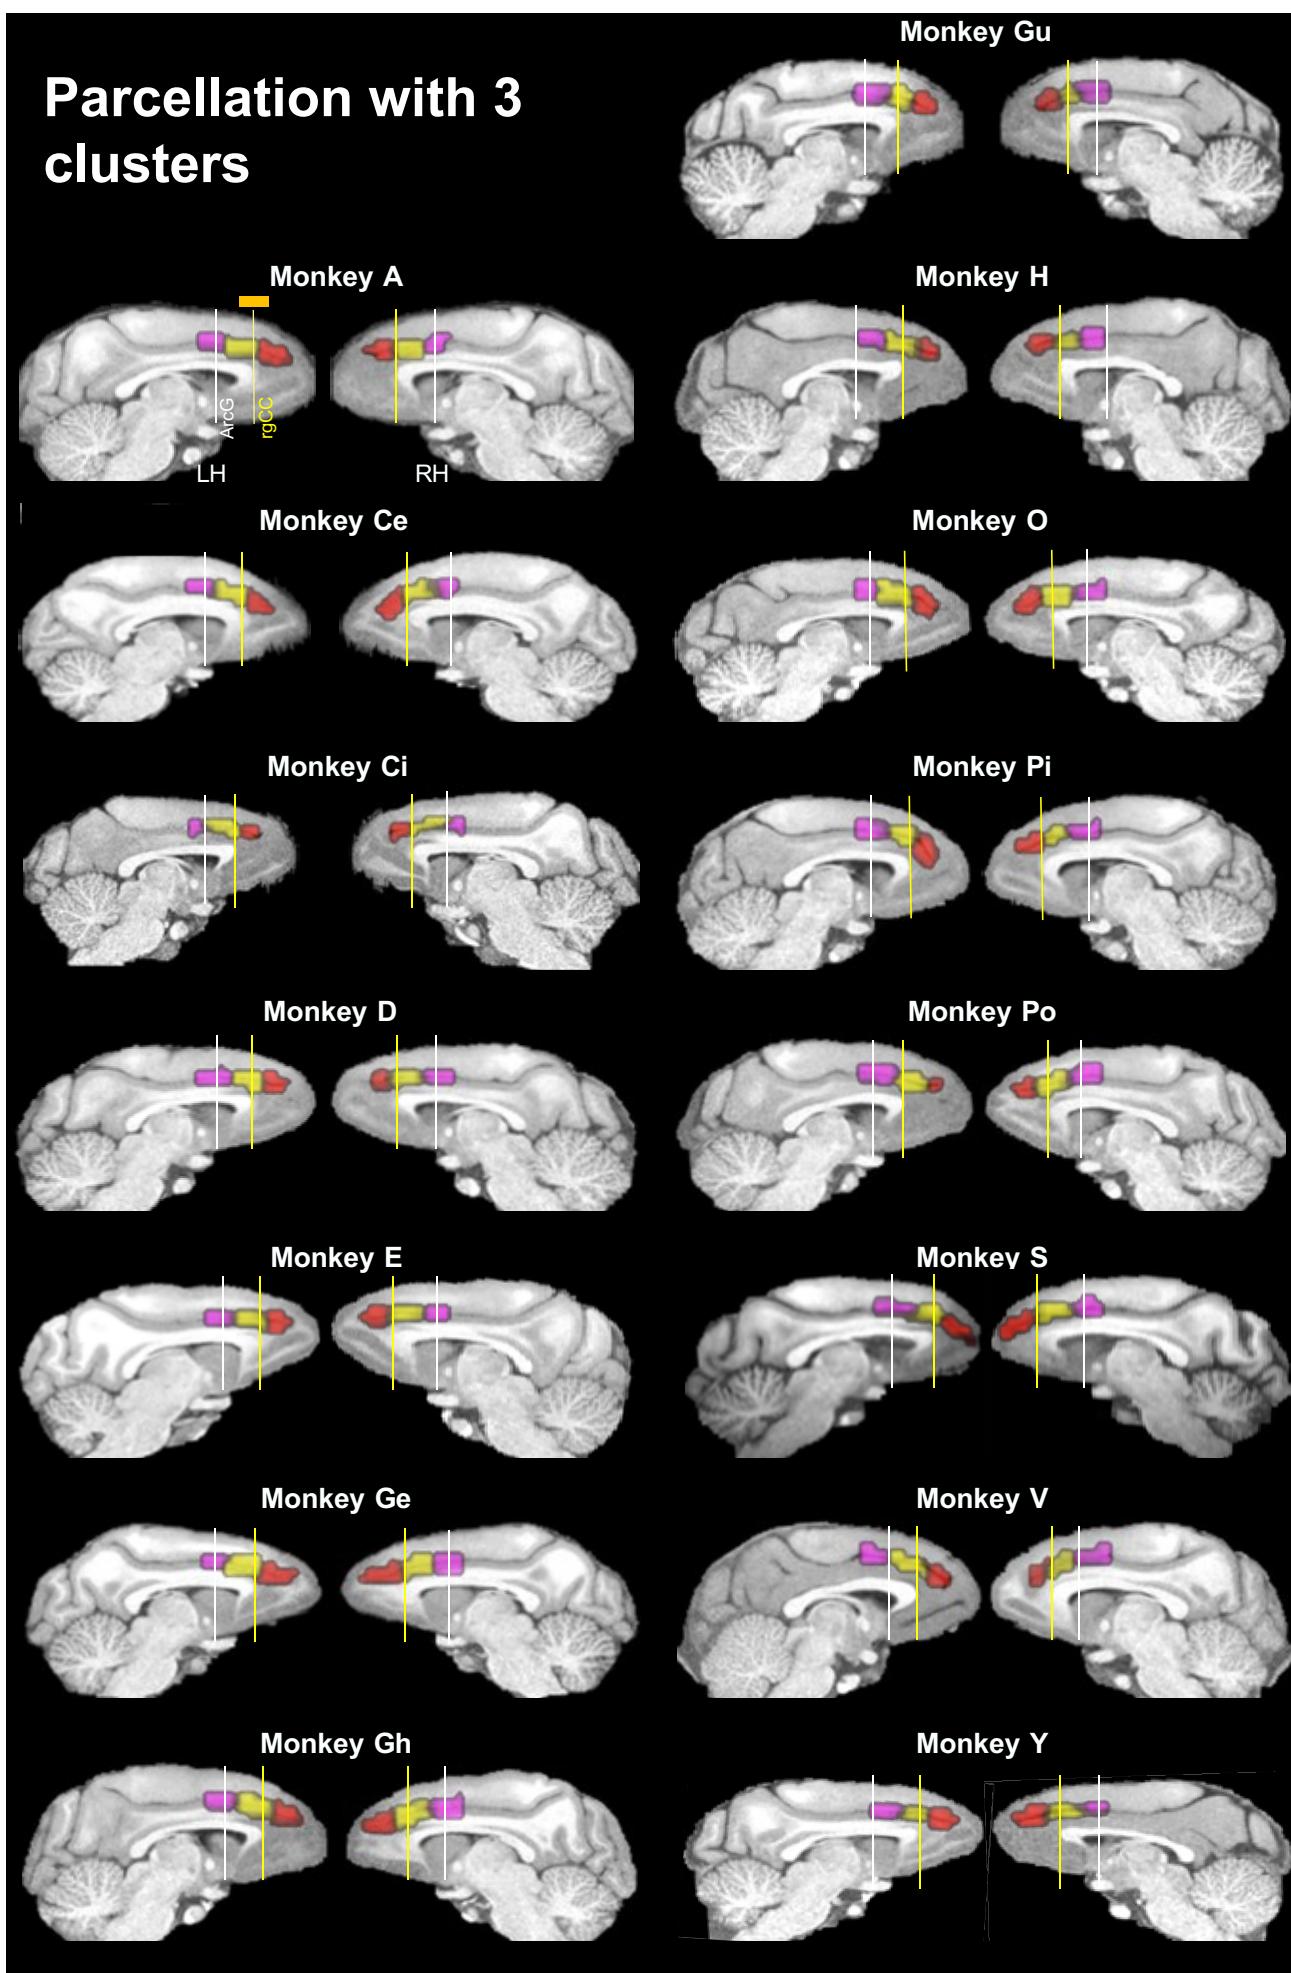 Parcellation with 3
clusters
Monkey Gu
Monkey A
ArcG
rgCC
LH
RH
Monkey H
Monkey Ce
Monkey O
Monkey Ci
Monkey Pi
Monkey D
Monkey Po
Monkey E
Monkey S
Monkey Ge
Monkey V
Monkey Gh
Monkey Y